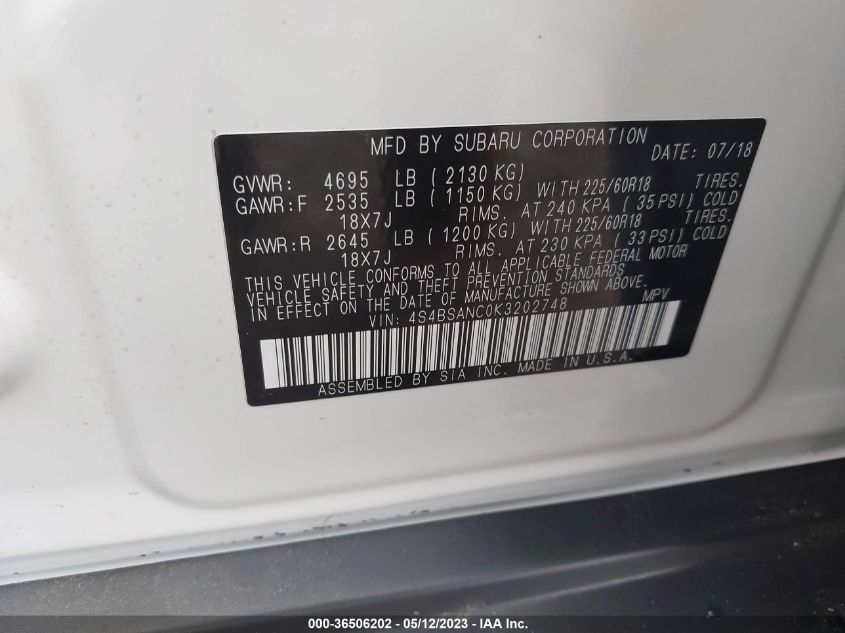 MFD BY SUBARU CORPORATION DATE: 07/18
GVWR: 4695 LB ( 2130 KG)
GAWR:F 2535 LB ( 1150 KG) WITH 225/60R18 TIRES.
18X7J RIMS. AT 240 KPA ( 35 PSI) COLD
GAWR:R 2645 LB ( 1200 KG) WITH 225/60R18 TIRES.
18X7J RIMS. AT 230 KPA ( 33 PSI) COLD
THIS VEHICLE CONFORMS TO ALL APPLICABLE FEDERAL MOTOR
VEHICLE SAFETY AND THEFT PREVENTION STANDARDS
IN EFFECT ON THE DATE OF MANUFACTURE SHOWN ABOVE.
VIN: 4S4BSANC0K3202748 MPV
ASSEMBLED BY SIA INC. MADE IN U.S.A.
000-36506202 - 05/12/2023 - IAA Inc.